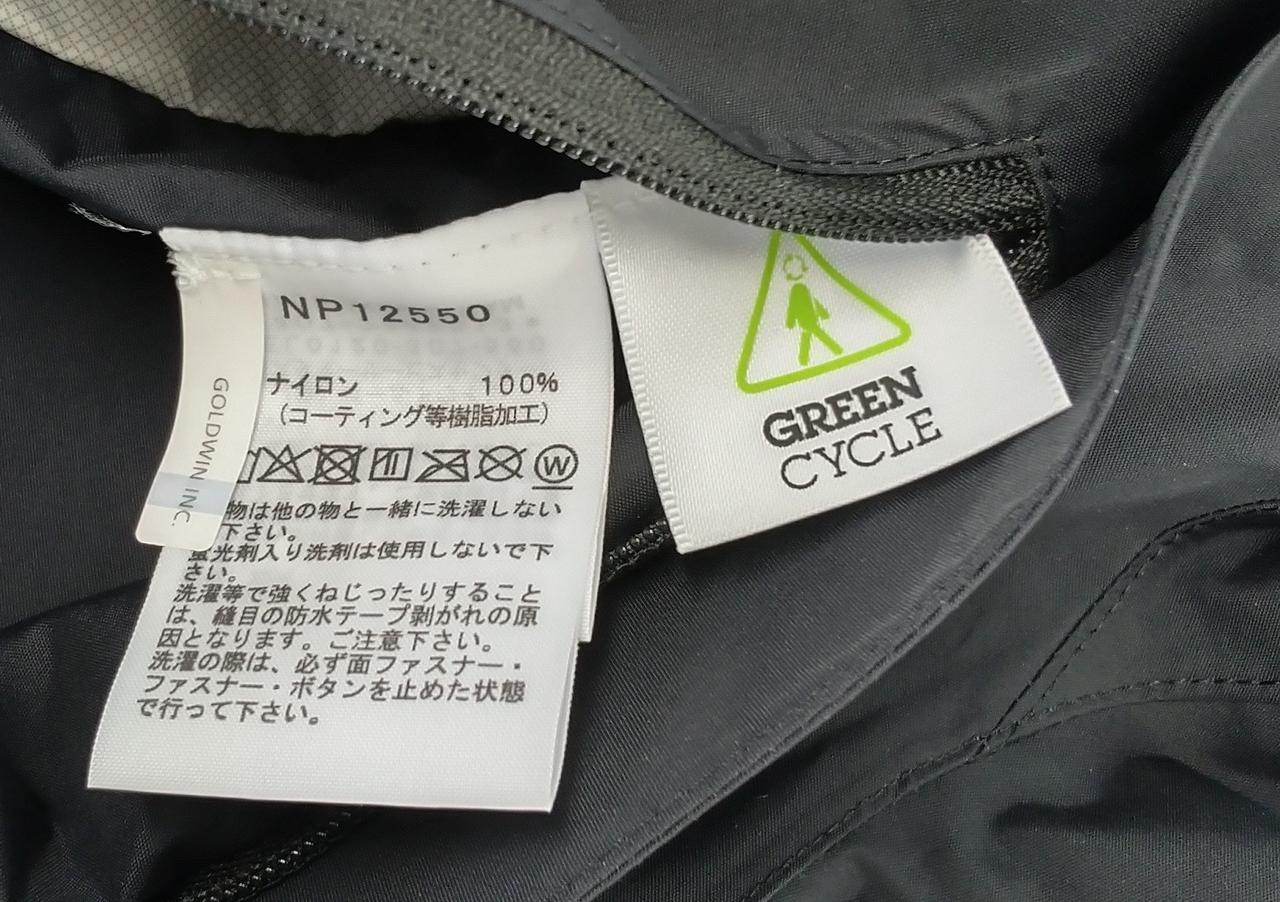 NP12550
ナイロン 100%
(コーティング等樹脂加工)
W
物は他の物と一緒に洗濯しない
下さい。
蛍光剤入り洗剤は使用しないで下
さい。
洗濯等で強くねじったりすること
は、縫目の防水テープ剥がれの原
因となります。ご注意下さい。
洗濯の際は、必ず面ファスナー・
ファスナー・ボタンを止めた状態
で行って下さい。
GOLDWIN INC
GREEN
CYCLE